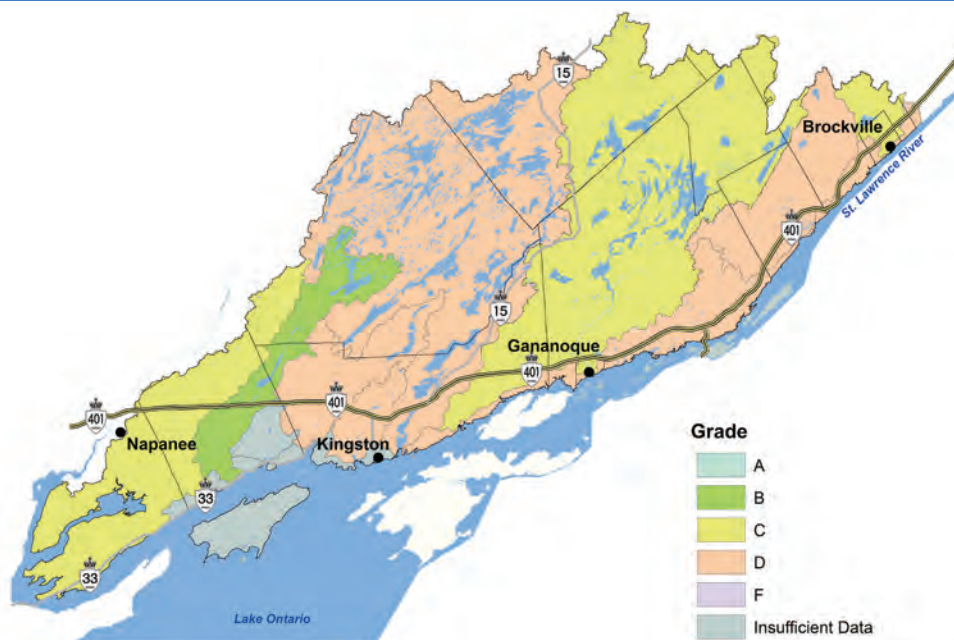 15
Brockville
St. Lawrence River
401
15
Gananoque
401
401
401
Napanee
Kingston
33
33
Lake Ontario
Grade
A
B
C
D
F
Insufficient Data